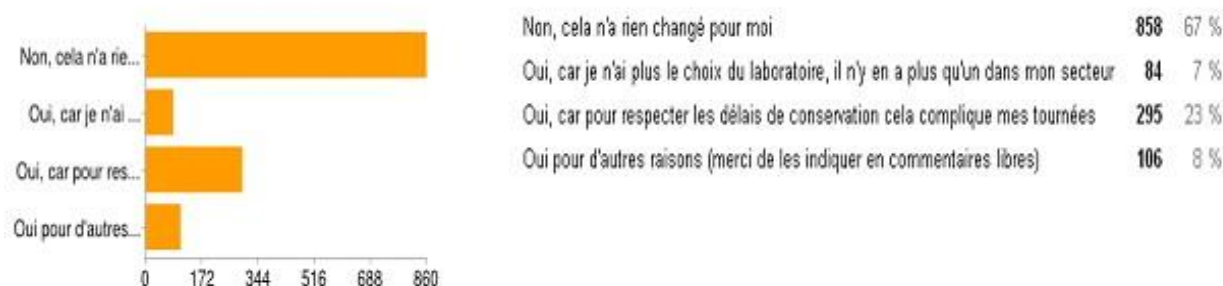 Non, cela n'a rie...
Oui, car je n'ai ...
Oui, car pour res...
Oui pour d'autres...
0 172 344 516 688 860
Non, cela n'a rien changé pour moi 858 67 %
Oui, car je n'ai plus le choix du laboratoire, il n'y en a plus qu'un dans mon secteur 84 7 %
Oui, car pour respecter les délais de conservation cela complique mes tournées 295 23 %
Oui pour d'autres raisons (merci de les indiquer en commentaires libres) 106 8 %